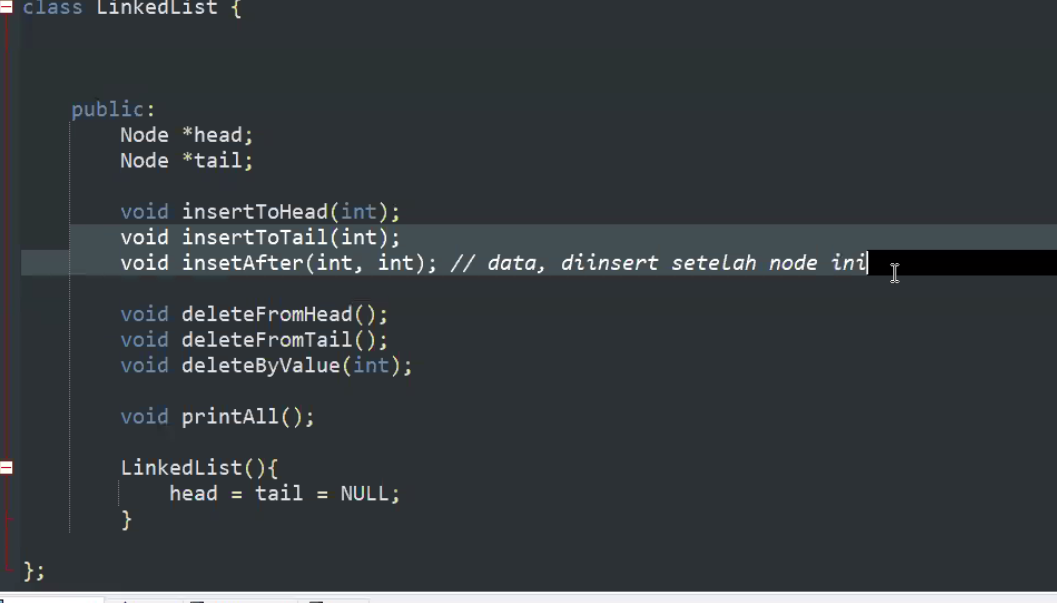 class LinkedList {
public:
Node *head;
Node *tail;
void insertToHead(int);
void insertToTail(int);
void insetAfter(int, int); // data, diinsert setelah node ini
void deleteFromHead();
void deleteFromTail();
void deleteByValue(int);
void printAll();
LinkedList(){
head = tail = NULL;
}
};